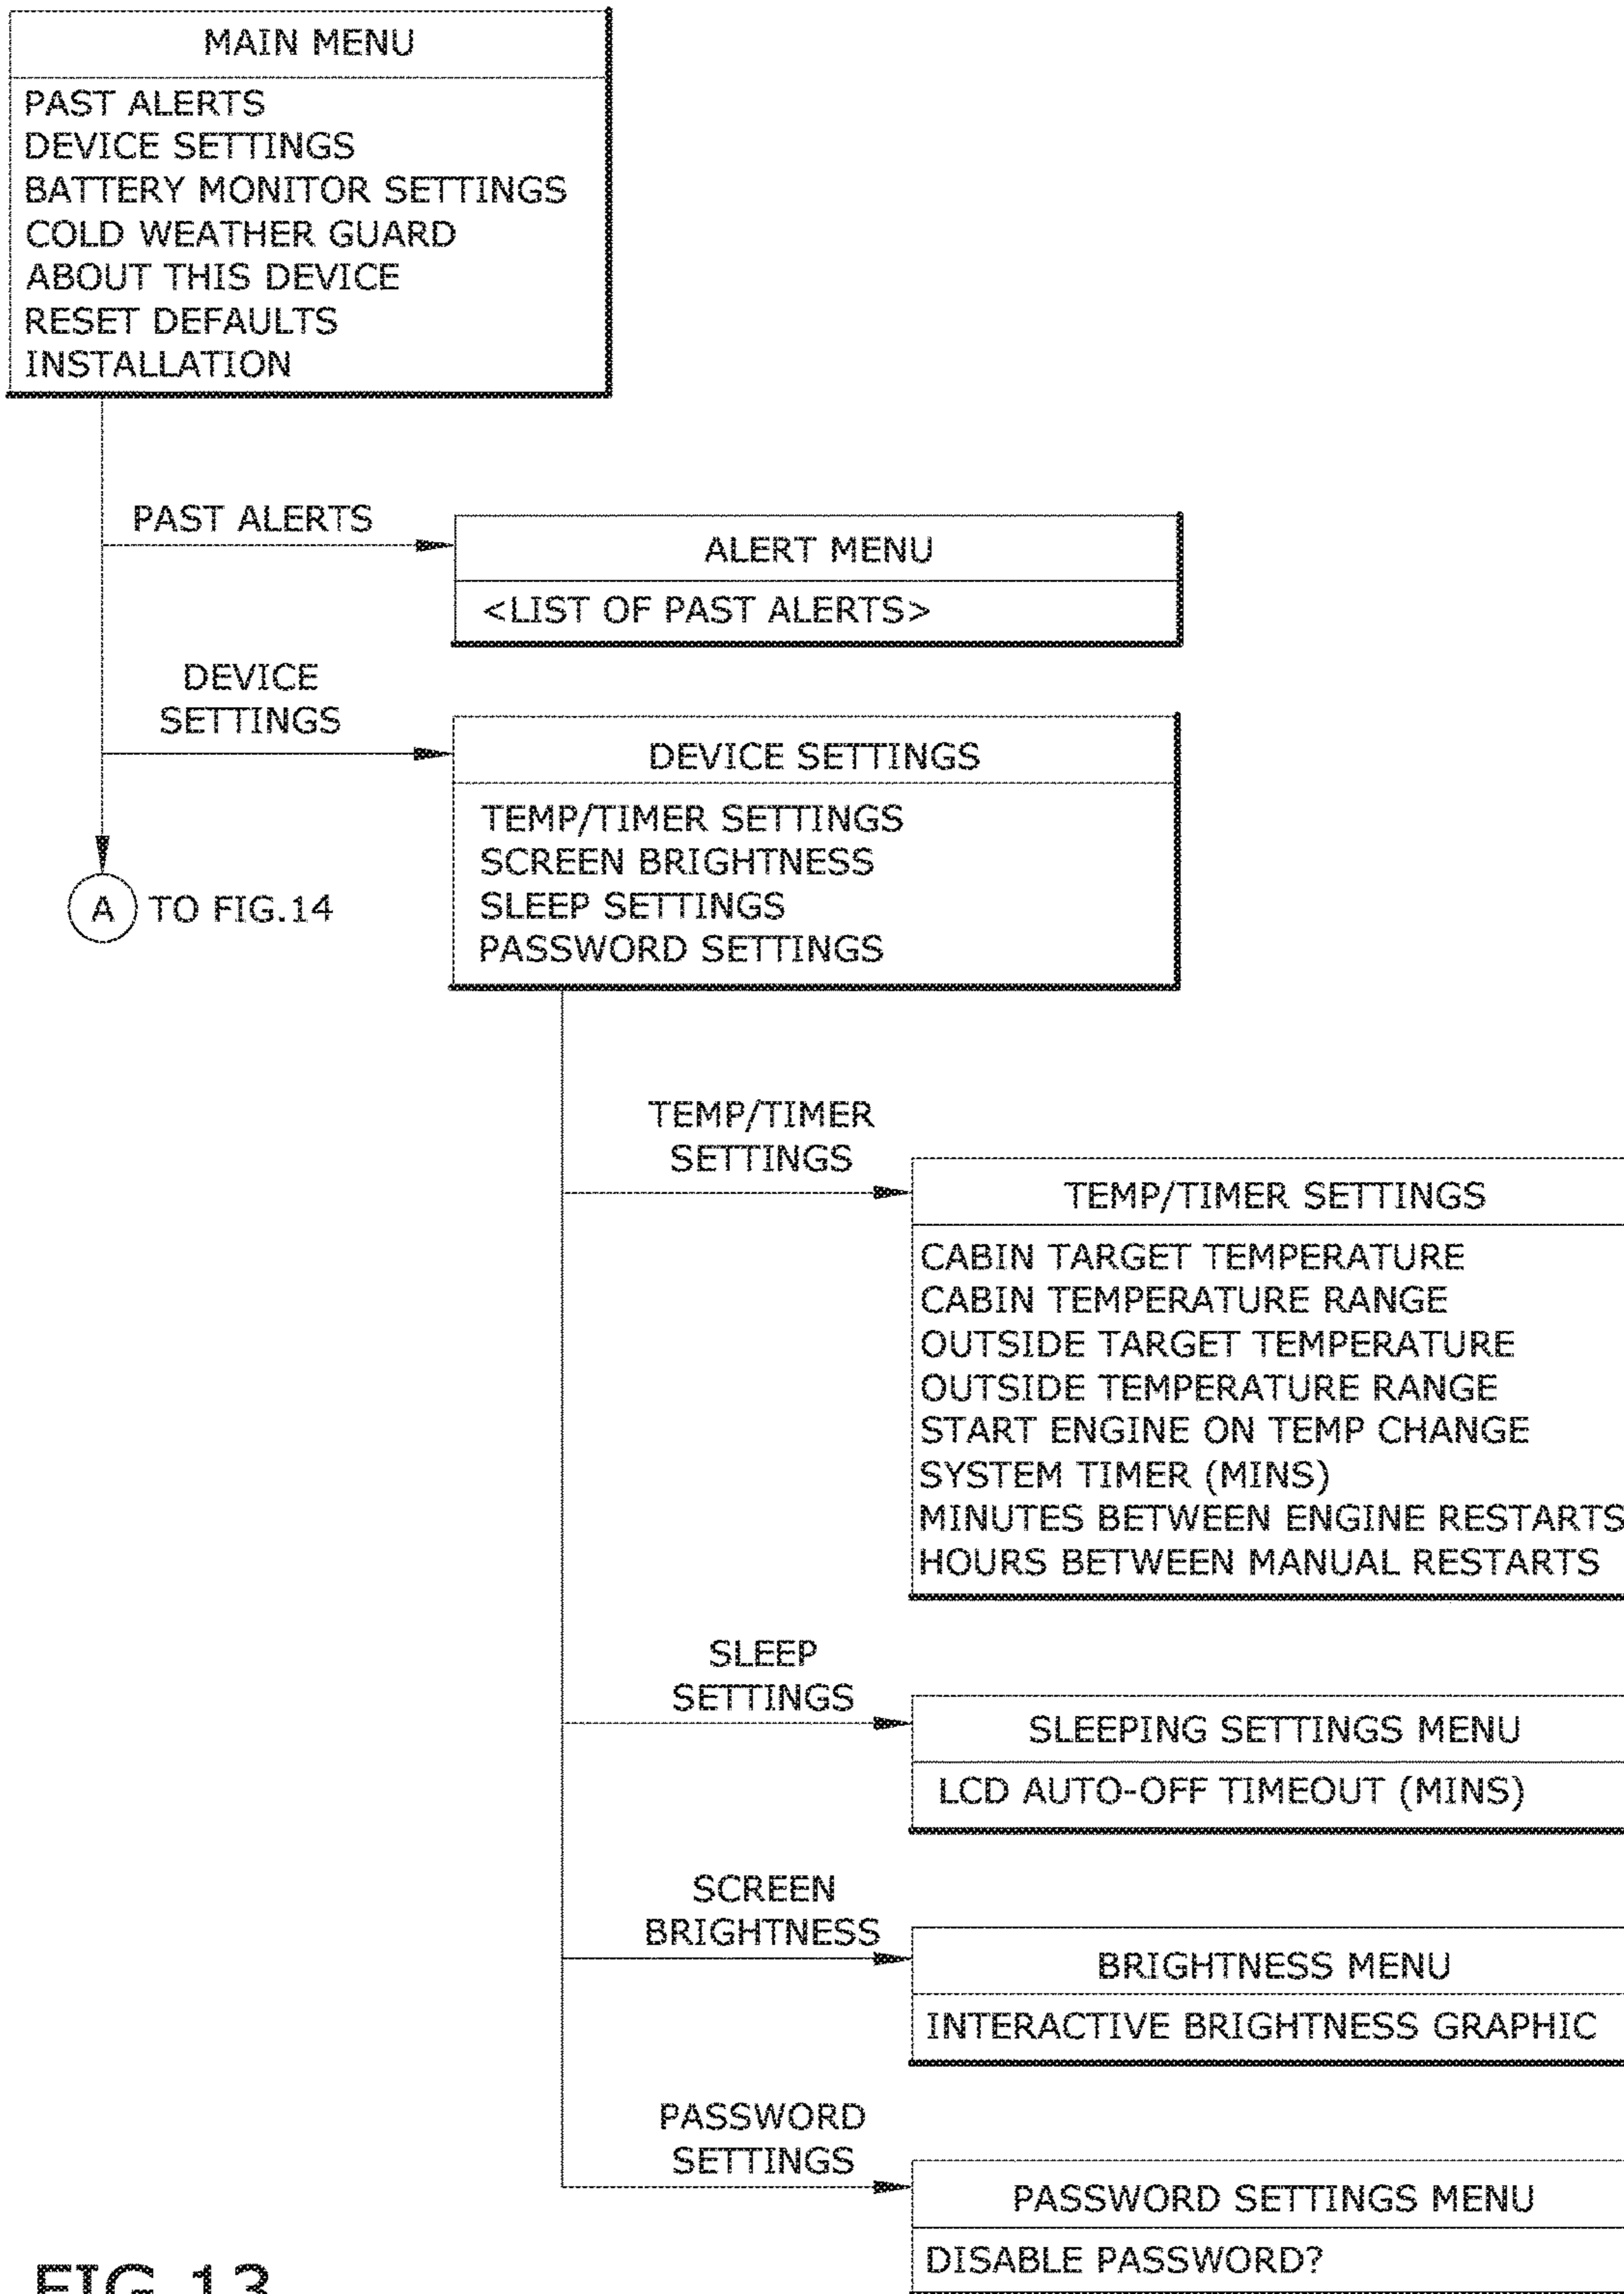 MAIN MENU
PAST ALERTS
DEVICE SETTINGS
BATTERY MONITOR SETTINGS
COLD WEATHER GUARD
ABOUT THIS DEVICE
RESET DEFAULTS
INSTALLATION
PAST ALERTS
ALERT MENU
<LIST OF PAST ALERTS>
DEVICE
SETTINGS
DEVICE SETTINGS
TEMP/TIMER SETTINGS
SCREEN BRIGHTNESS
SLEEP SETTINGS
PASSWORD SETTINGS
A TO FIG.14
TEMP/TIMER
SETTINGS
TEMP/TIMER SETTINGS
CABIN TARGET TEMPERATURE
CABIN TEMPERATURE RANGE
OUTSIDE TARGET TEMPERATURE
OUTSIDE TEMPERATURE RANGE
START ENGINE ON TEMP CHANGE
SYSTEM TIMER (MINS)
MINUTES BETWEEN ENGINE RESTARTS
HOURS BETWEEN MANUAL RESTARTS
SLEEP
SETTINGS
SLEEPING SETTINGS MENU
LCD AUTO-OFF TIMEOUT (MINS)
SCREEN
BRIGHTNESS
BRIGHTNESS MENU
INTERACTIVE BRIGHTNESS GRAPHIC
PASSWORD
SETTINGS
PASSWORD SETTINGS MENU
DISABLE PASSWORD?
FIG.13